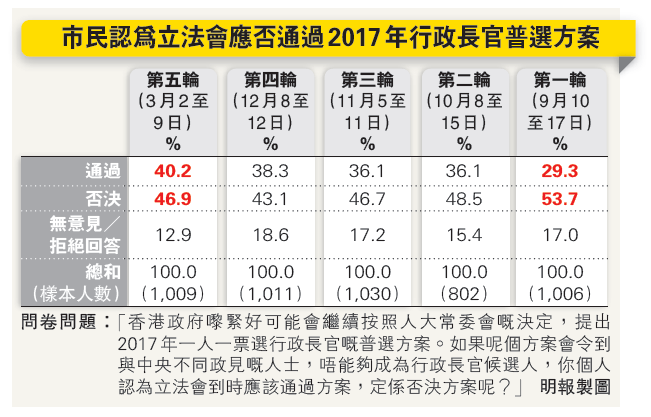 市民認為立法會應否通過2017年行政長官普選方案
第五輪 第四輪 第三輪 第二輪 第一輪
(3月2至 (12月8至 (11月5至 (10月8至 (9月10
9日) 12日) 11日) 15日) 至17日)
% % % % %
通過 40.2 38.3 36.1 36.1 29.3
否決 46.9 43.1 46.7 48.5 53.7
無意見/
拒絕回答 12.9 18.6 17.2 15.4 17.0
總和 100.0 100.0 100.0 100.0 100.0
(樣本人數) (1,009) (1,011) (1,030) (802) (1,006)
問卷問題:「香港政府嚟緊好可能會繼續按照人大常委會嘅決定,提出
2017年一人一票選行政長官嘅普選方案。如果呢個方案會令到
與中央不同政見嘅人士,唔能夠成為行政長官候選人,你個人
認為立法會到時應該通過方案,定係否決方案呢?」 明報製圖